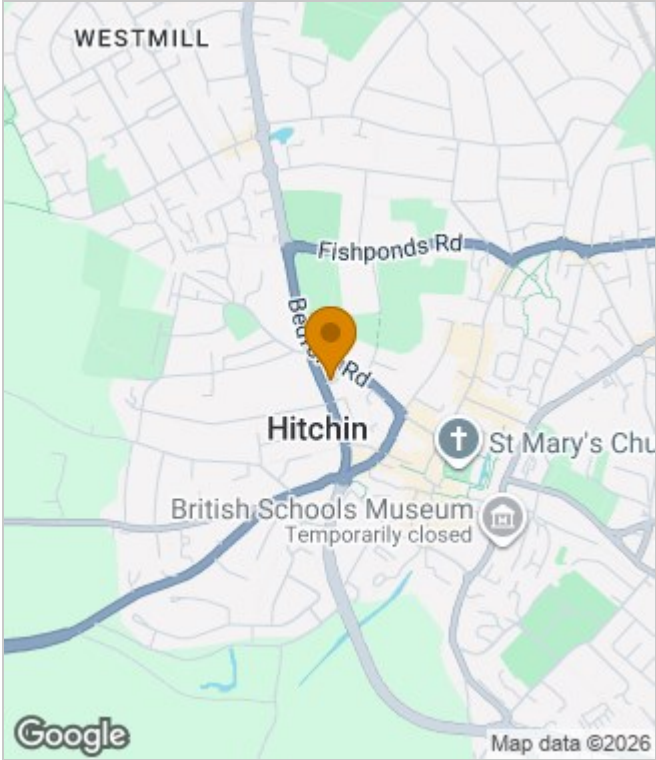 WESTMILL
Fishponds Rd
Rd
Hitchin
St Mary's Chu
British Schools Museum
Temporarily closed
Google
Map data ©2026